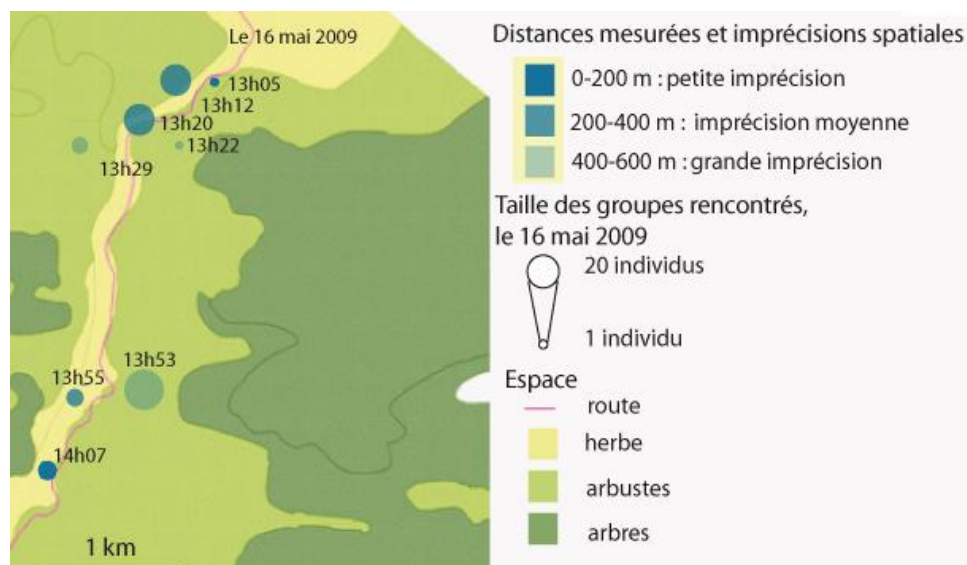 Le 16 mai 2009
13h05
13h12
13h20
13h22
13h29
13h53
13h55
14h07
1 km
Distances mesurées et imprécisions spatiales
0-200 m : petite imprécision
200-400 m : imprécision moyenne
400-600 m : grande imprécision
Taille des groupes rencontrés,
le 16 mai 2009
20 individus
1 individu
Espace
route
herbe
arbustes
arbres